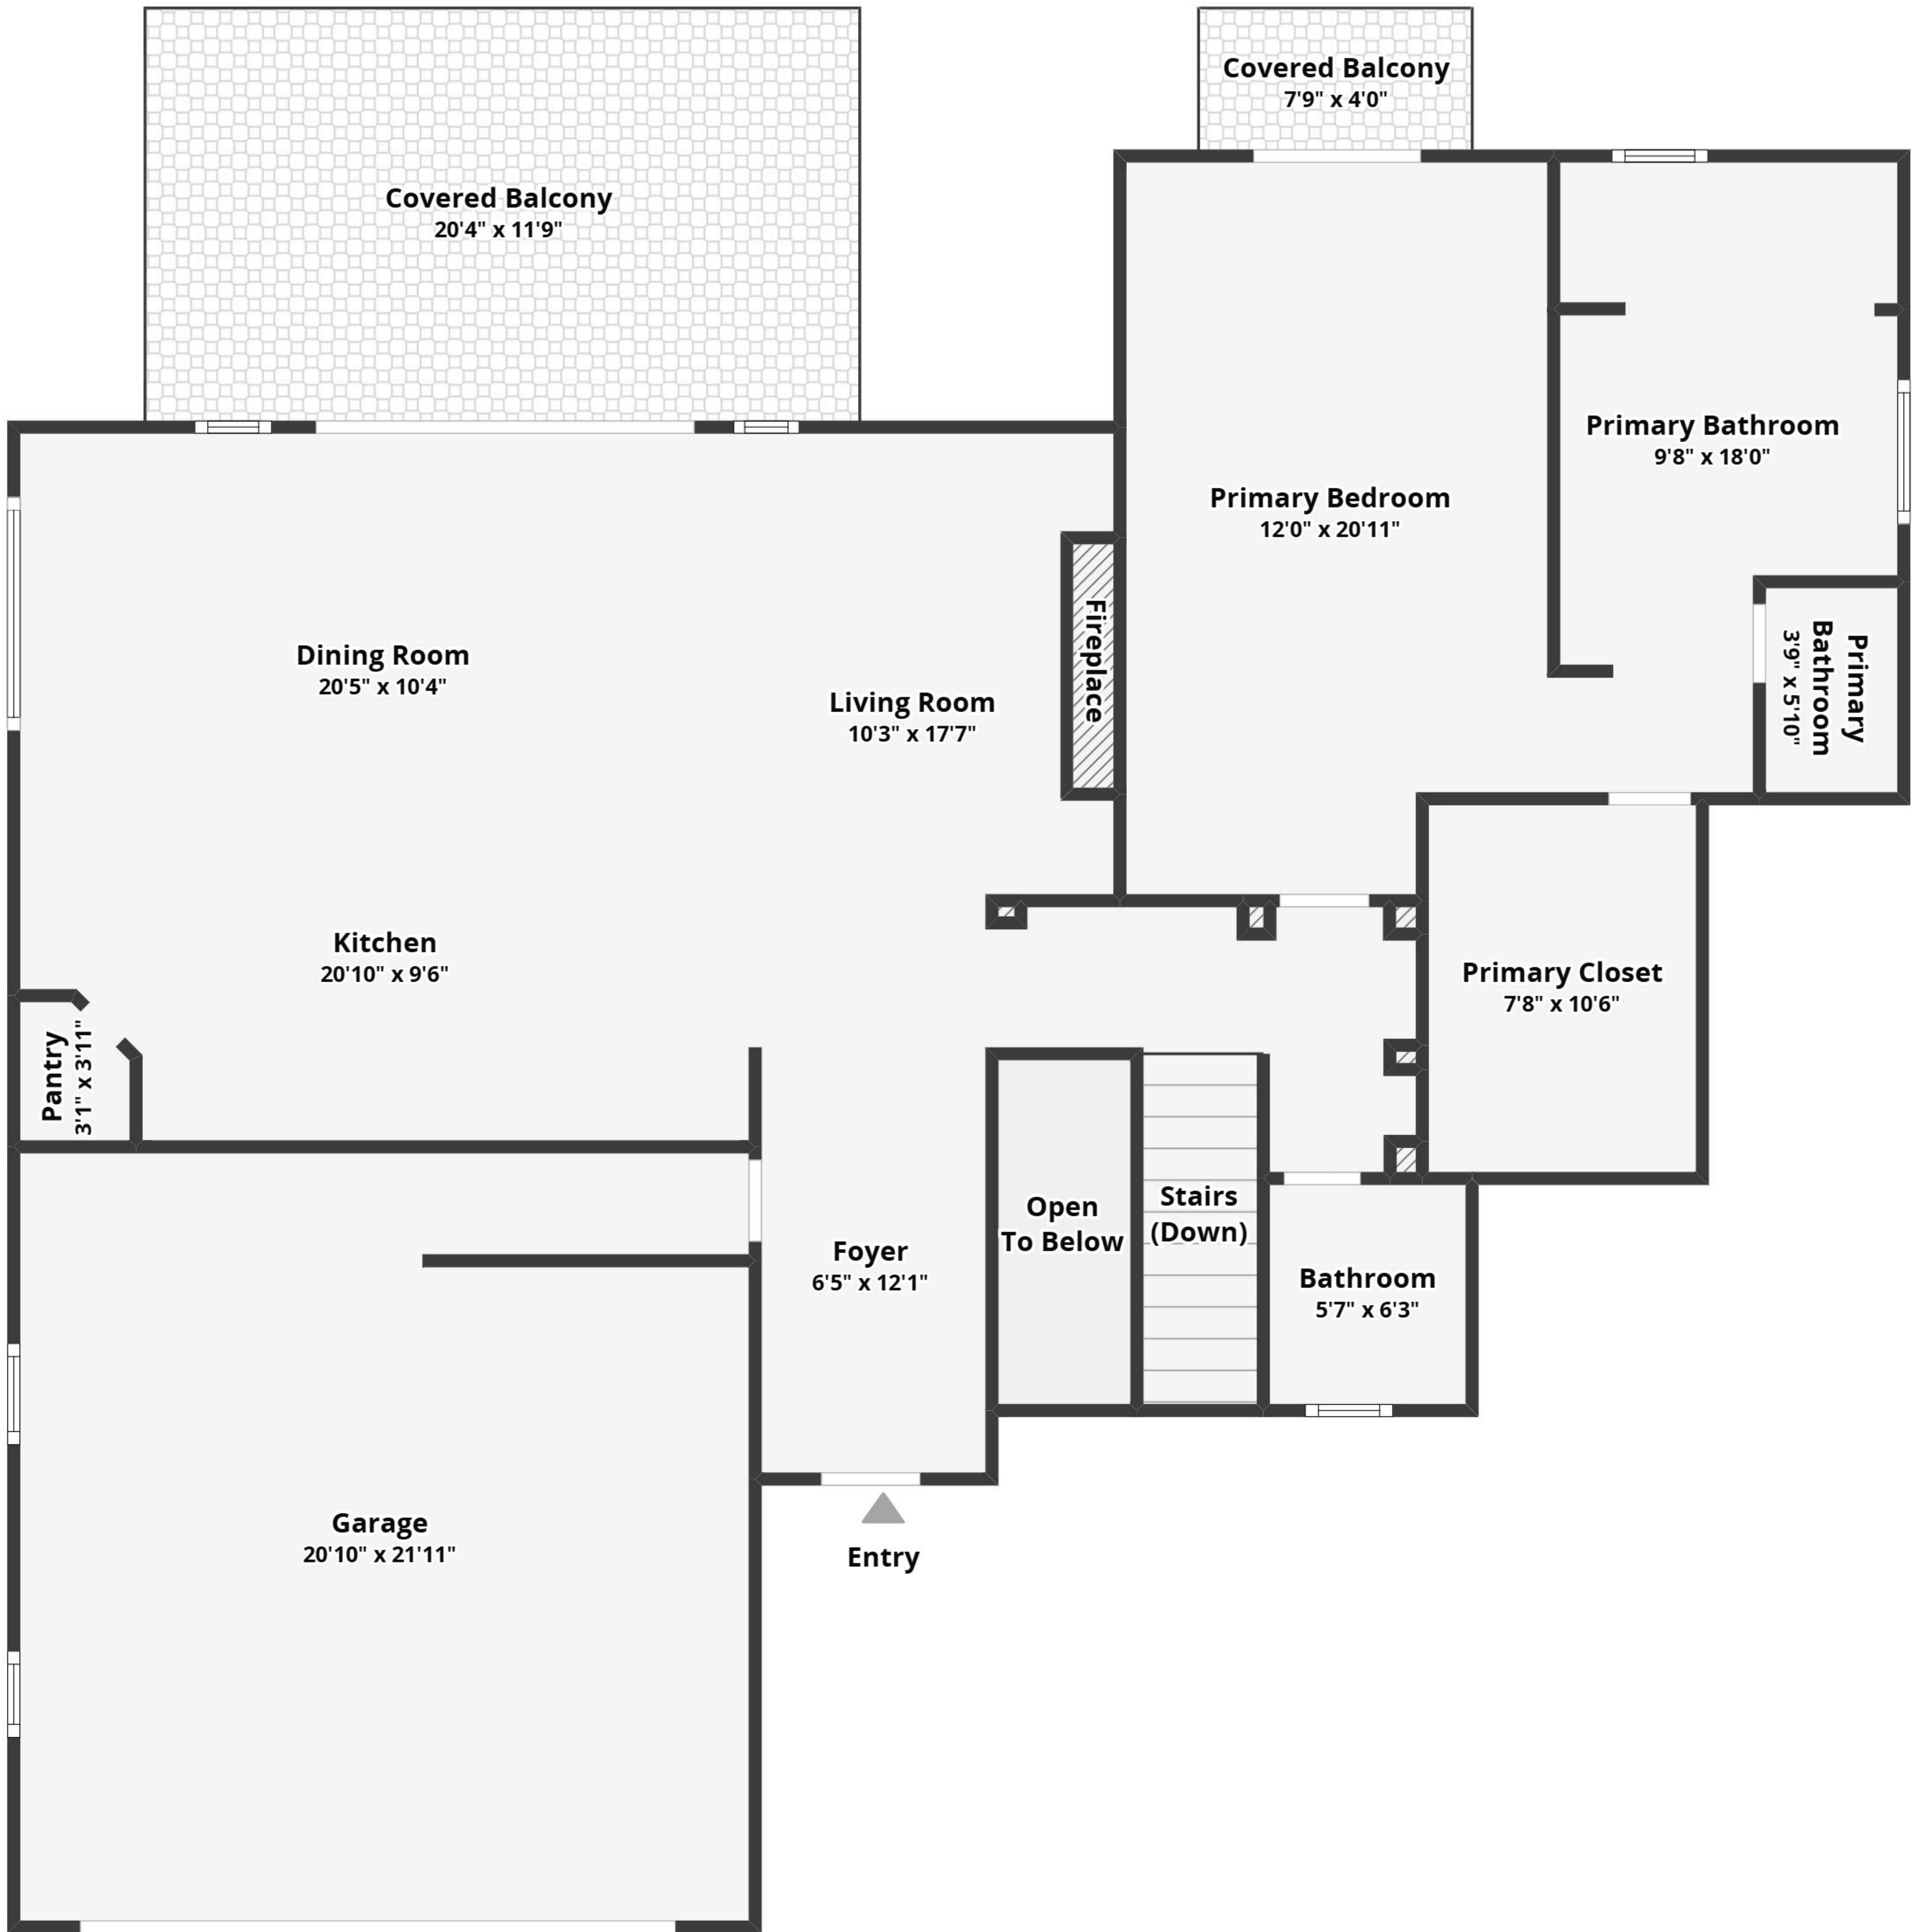 Covered Balcony
7'9" x 4'0"
Covered Balcony
20'4" x 11'9"
Primary Bathroom
9'8" x 18'0"
Primary Bedroom
12'0" x 20'11"
Fireplace
Primary
Bathroom
3'9" x 5'10"
Dining Room
20'5" x 10'4"
Living Room
10'3" x 17'7"
Kitchen
20'10" x 9'6"
Primary Closet
7'8" x 10'6"
Pantry
3'1" x 3'11"
Open
To Below
Stairs
(Down)
Foyer
6'5" x 12'1"
Bathroom
5'7" x 6'3"
Garage
20'10" x 21'11"
Entry